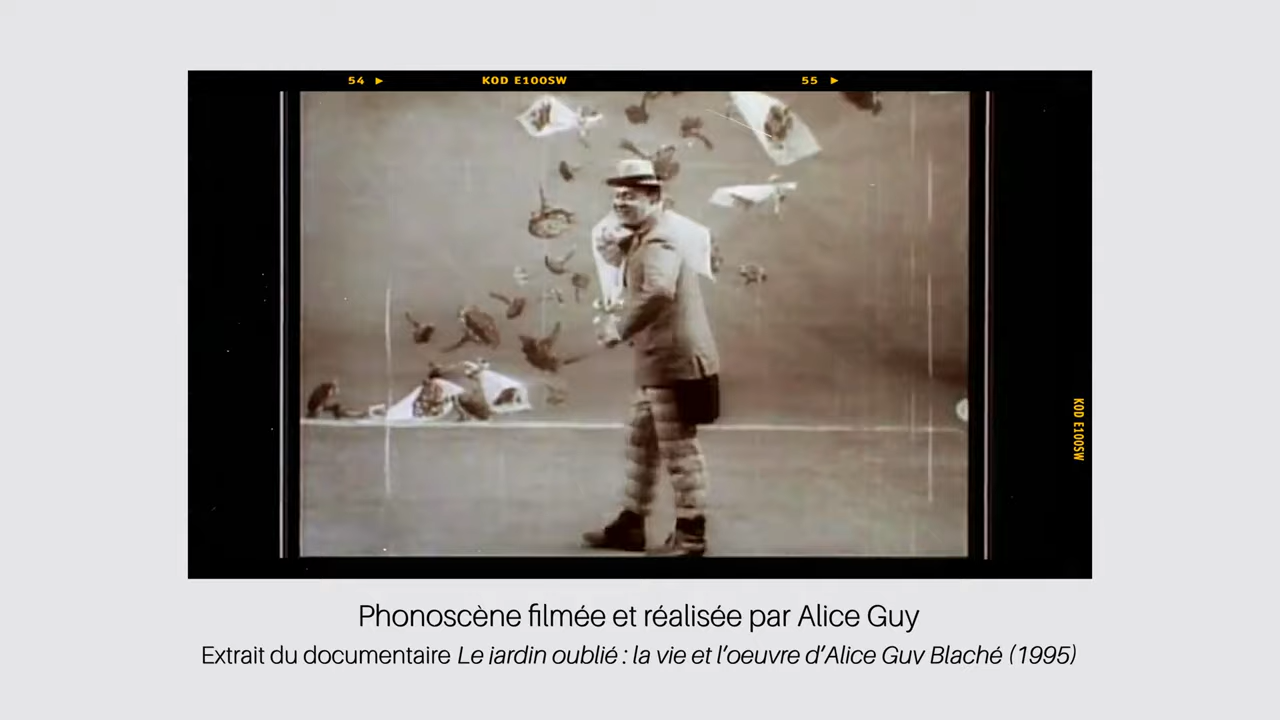 54 ▶ KOD E100SW 55 ▶
KOD E100SW
Phonoscène filmée et réalisée par Alice Guy
Extrait du documentaire Le jardin oublié : la vie et l'oeuvre d'Alice Guy Blaché (1995)